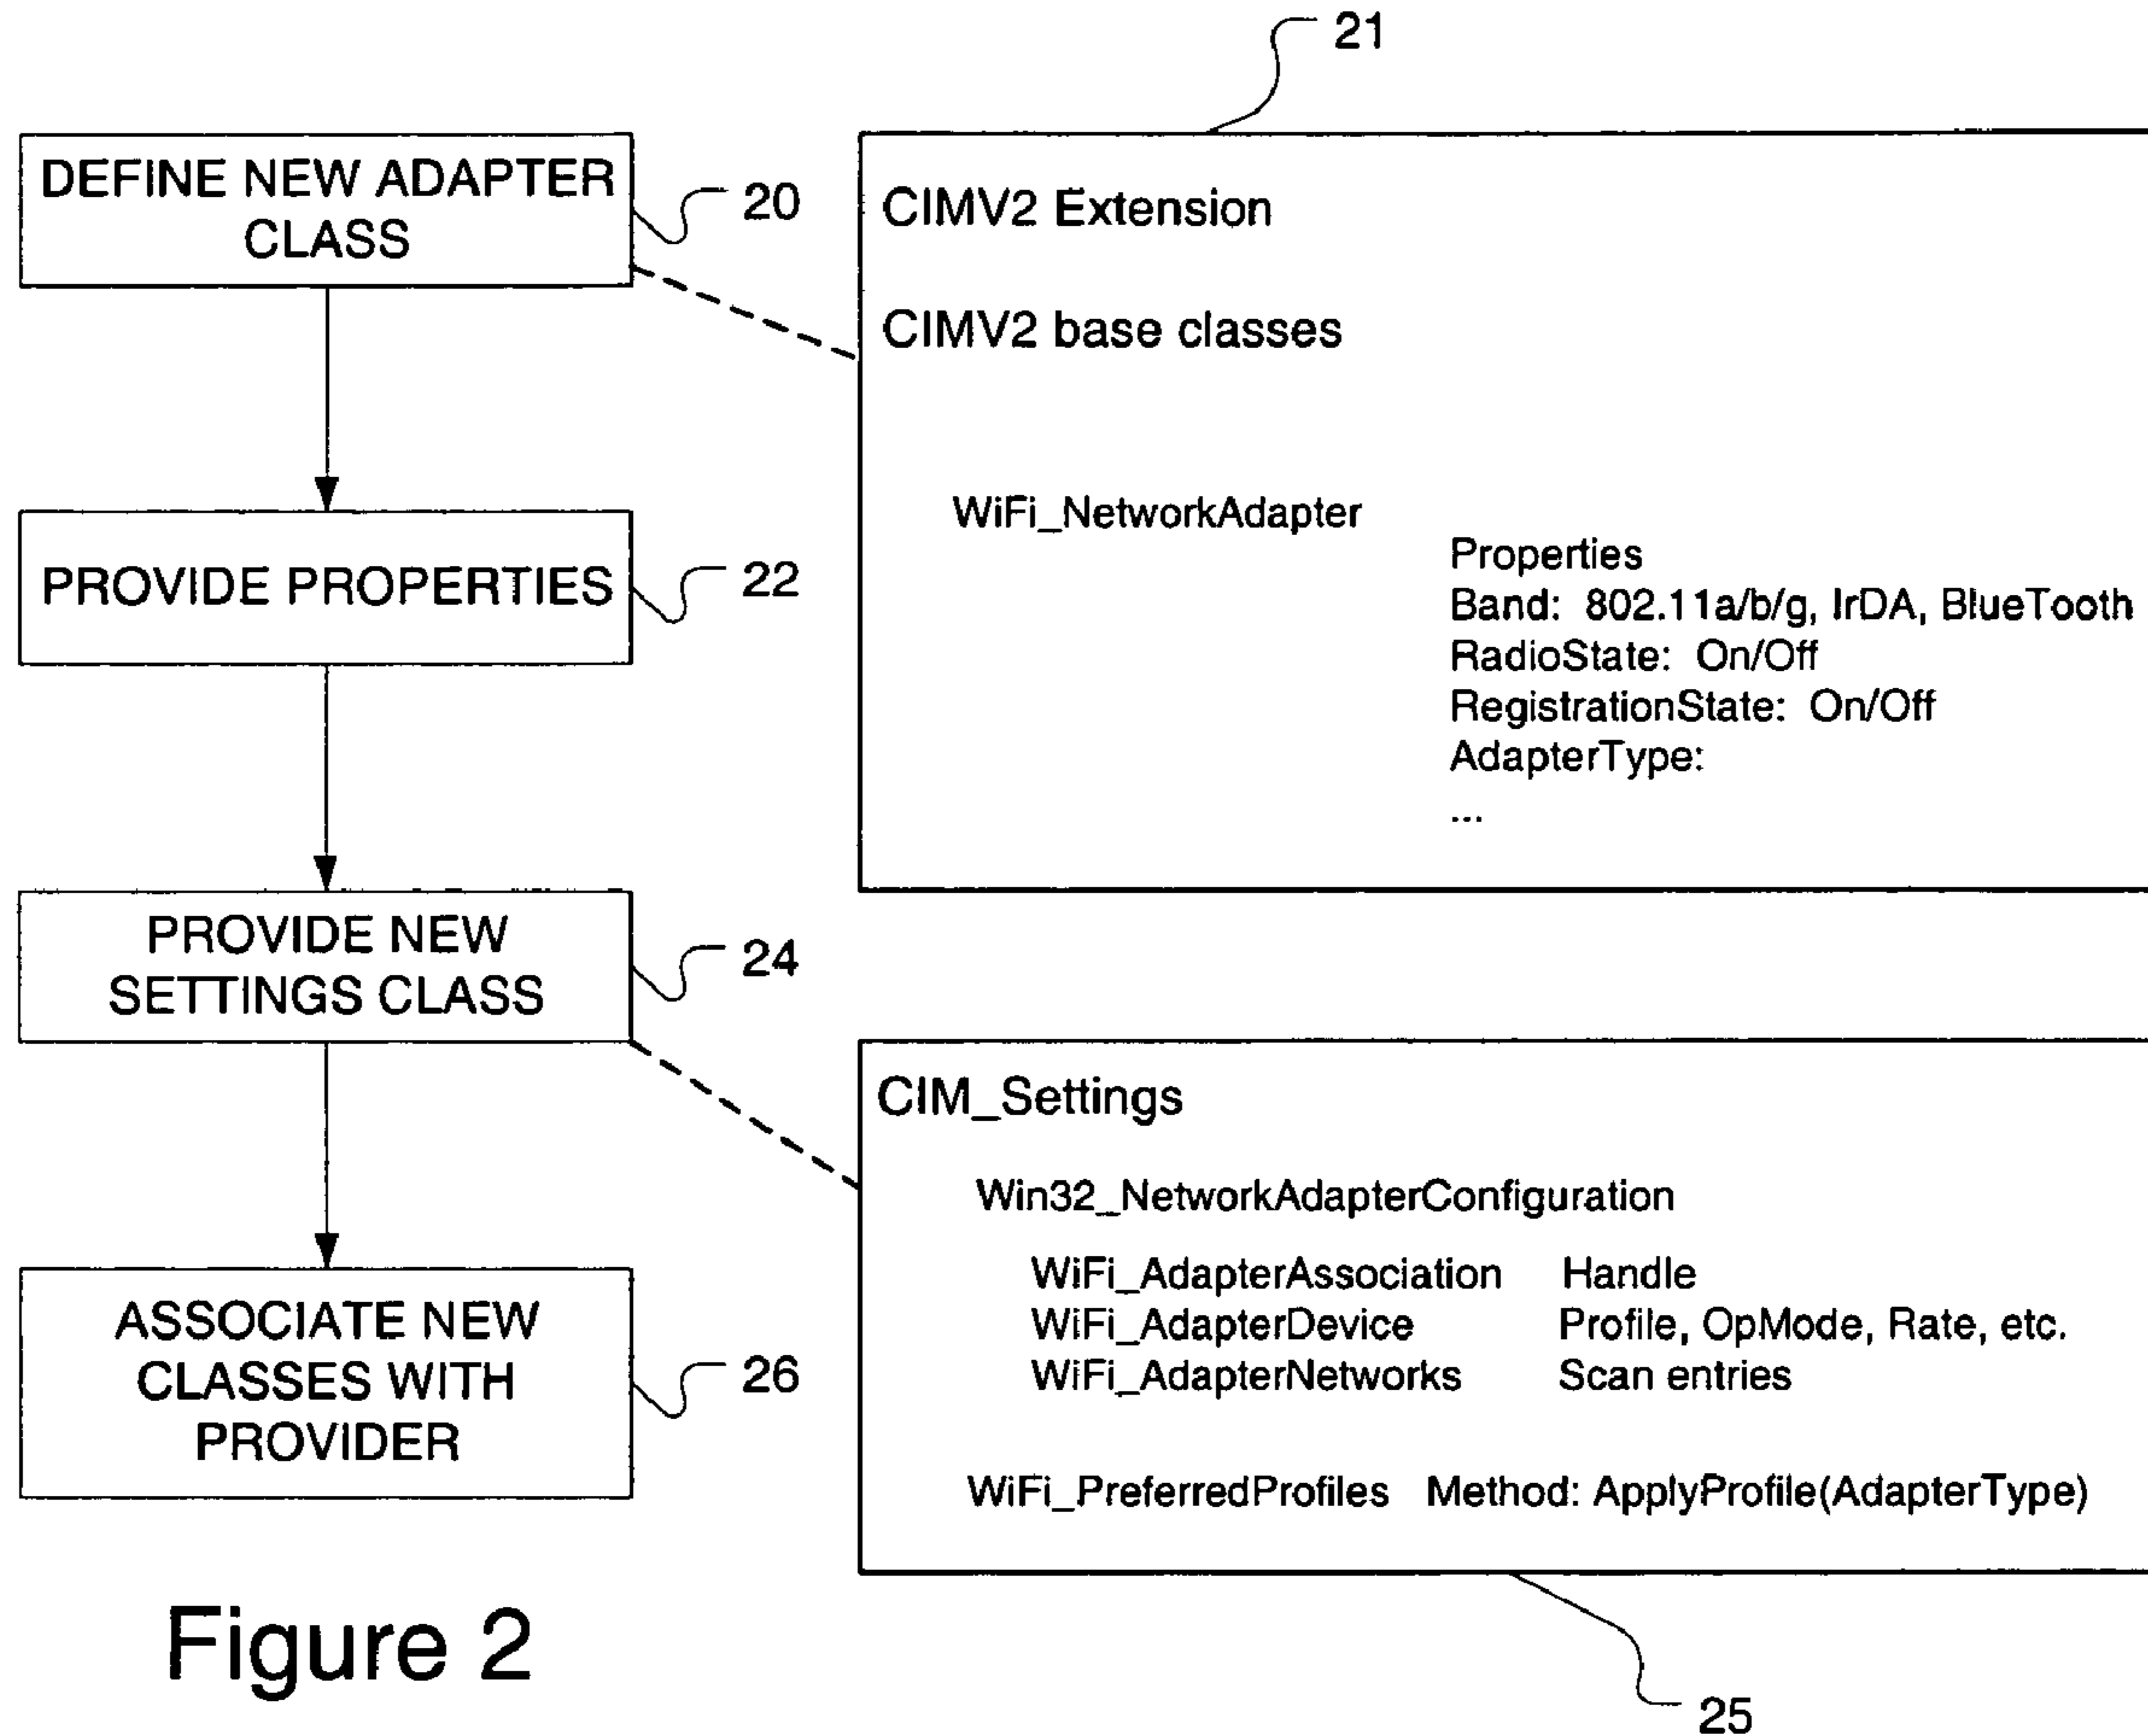 21
DEFINE NEW ADAPTER
CLASS
20
CIMV2 Extension
CIMV2 base classes
WiFi_NetworkAdapter
Properties
Band: 802.11a/b/g, IrDA, BlueTooth
RadioState: On/Off
RegistrationState: On/Off
AdapterType:
...
PROVIDE PROPERTIES
22
PROVIDE NEW
SETTINGS CLASS
24
CIM_Settings
Win32_NetworkAdapterConfiguration
WiFi_AdapterAssociation Handle
WiFi_AdapterDevice Profile, OpMode, Rate, etc.
WiFi_AdapterNetworks Scan entries
WiFi_PreferredProfiles Method: ApplyProfile(AdapterType)
ASSOCIATE NEW
CLASSES WITH
PROVIDER
26
25
Figure 2